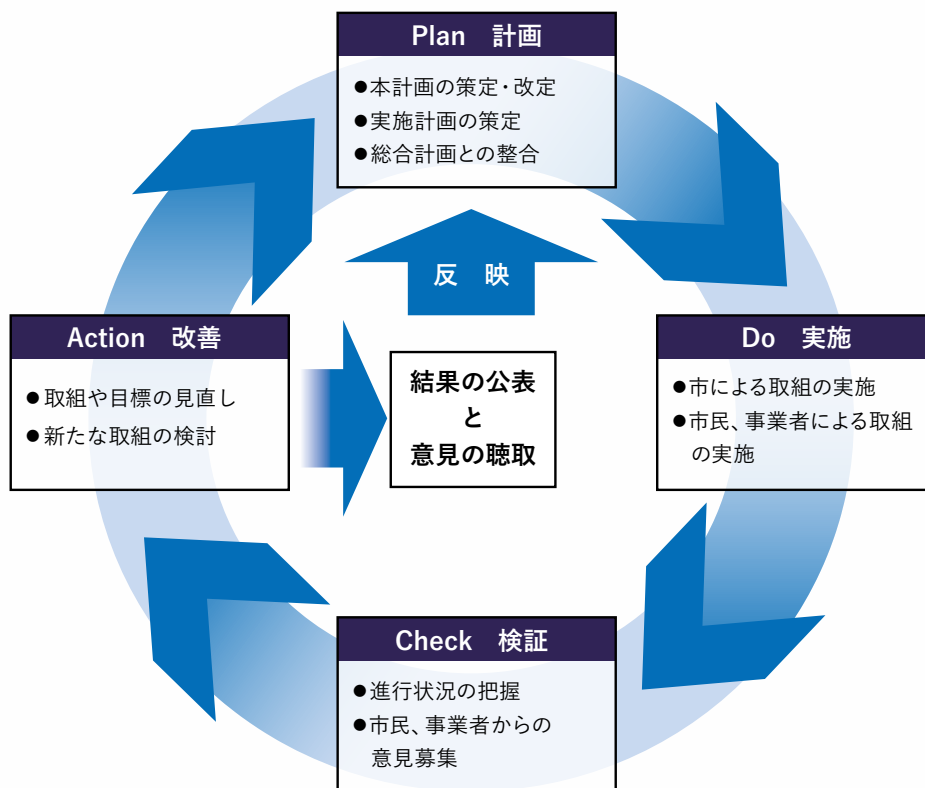 Plan 計画
●本計画の策定・改定
●実施計画の策定
●総合計画との整合
反 映
Action 改善
●取組や目標の見直し
●新たな取組の検討
結果の公表
と
意見の聴取
Do 実施
●市による取組の実施
●市民、事業者による取組
の実施
Check 検証
●進行状況の把握
●市民、事業者からの
意見募集